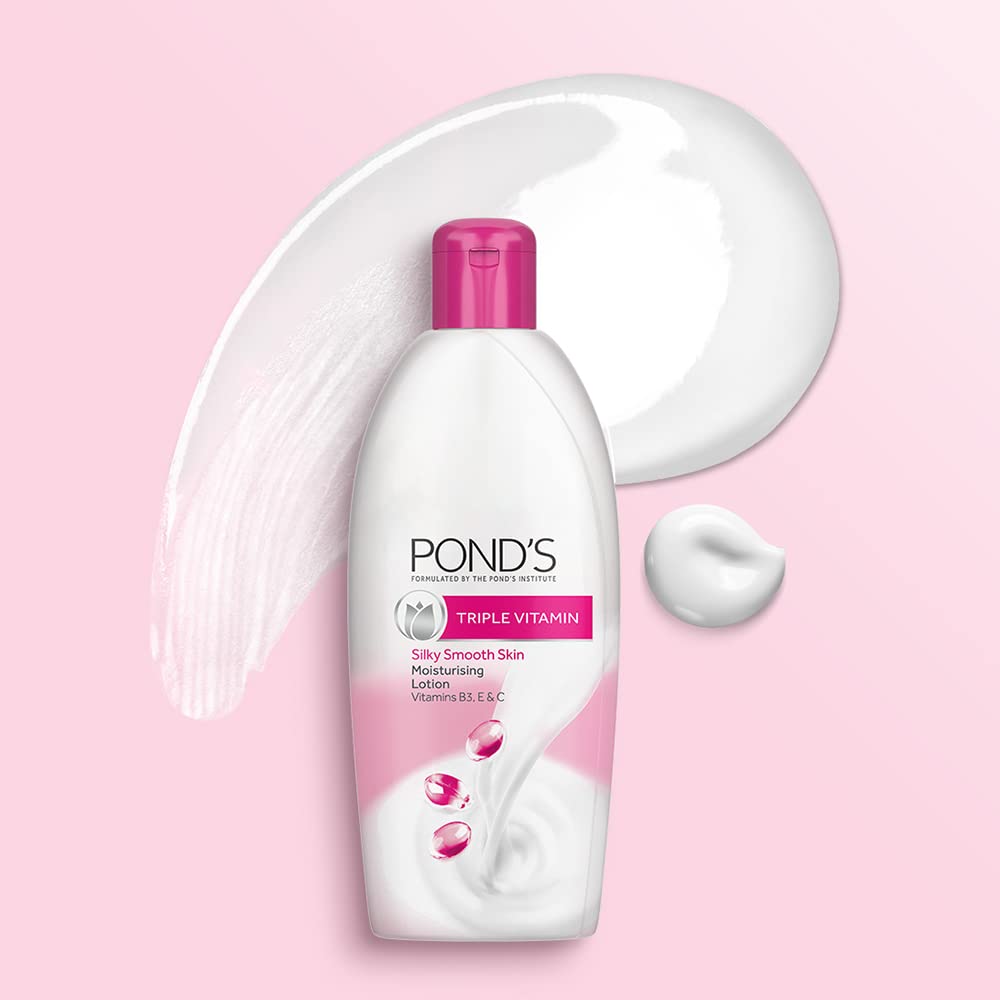 POND'S
FORMULATED BY THE POND'S INSTITUTE
TRIPLE VITAMIN
Silky Smooth Skin
Moisturising
Lotion
Vitamins B3, E & C